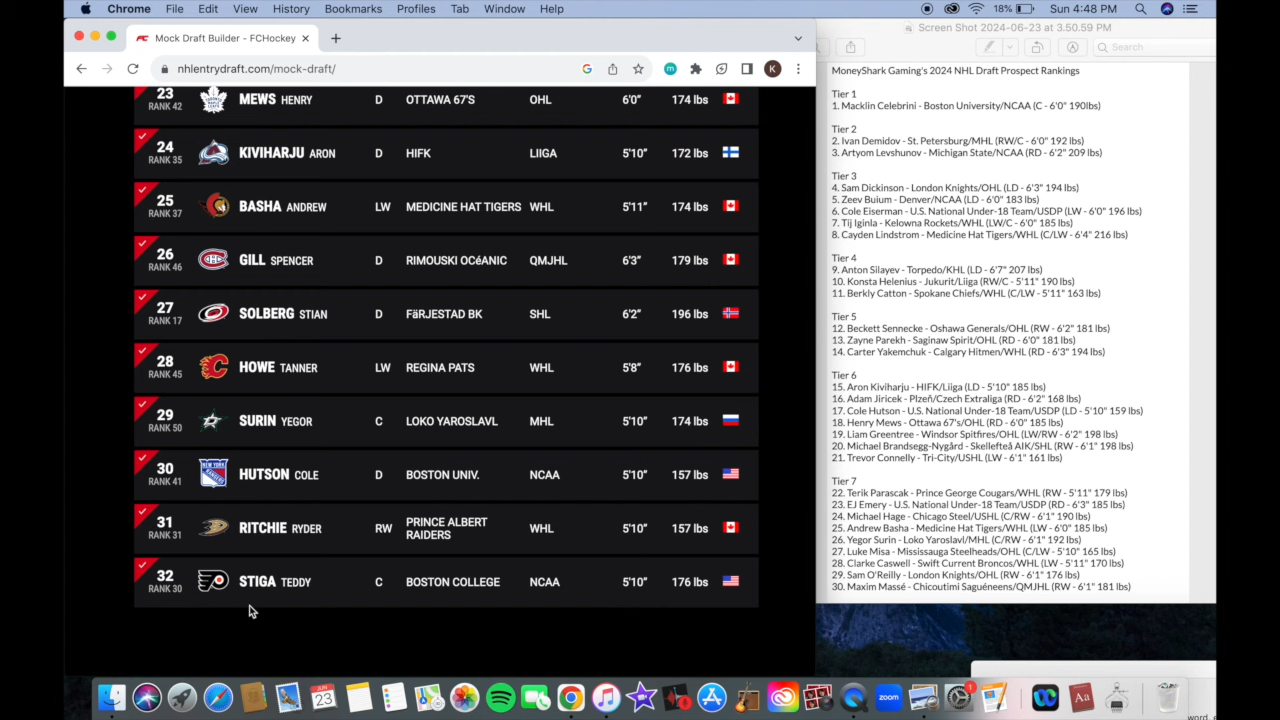 Chrome File Edit View History Bookmarks Profiles Tab Window Help 18% Sun 4:48 PM
Mock Draft Builder - FCHockey
nhlentrydraft.com/mock-draft/
K
Screen Shot 2024-06-23 at 3.50.59 PM
Search
23 RANK 42 MEWS HENRY D OTTAWA 67'S OHL 6'0" 174 lbs
24 RANK 35 KIVIHARJU ARON D HIFK LIIGA 5'10" 172 lbs
25 RANK 37 BASHA ANDREW LW MEDICINE HAT TIGERS WHL 5'11" 174 lbs
26 RANK 46 GILL SPENCER D RIMOUSKI OCéANIC QMJHL 6'3" 179 lbs
27 RANK 17 SOLBERG STIAN D FäRJESTAD BK SHL 6'2" 196 lbs
28 RANK 45 HOWE TANNER LW REGINA PATS WHL 5'8" 176 lbs
29 RANK 50 SURIN YEGOR C LOKO YAROSLAVL MHL 5'10" 174 lbs
30 RANK 41 HUTSON COLE D BOSTON UNIV. NCAA 5'10" 157 lbs
NEW YORK
31 RANK 31 RITCHIE RYDER RW PRINCE ALBERT RAIDERS WHL 5'10" 157 lbs
32 RANK 30 STIGA TEDDY C BOSTON COLLEGE NCAA 5'10" 176 lbs
MoneyShark Gaming's 2024 NHL Draft Prospect Rankings
Tier 1
1. Macklin Celebrini - Boston University/NCAA (C - 6'0" 190lbs)
Tier 2
2. Ivan Demidov - St. Petersburg/MHL (RW/C - 6'0" 192 lbs)
3. Artyom Levshunov - Michigan State/NCAA (RD - 6'2" 209 lbs)
Tier 3
4. Sam Dickinson - London Knights/OHL (LD - 6'3" 194 lbs)
5. Zeev Buium - Denver/NCAA (LD - 6'0" 183 lbs)
6. Cole Eiserman - U.S. National Under-18 Team/USDP (LW - 6'0" 196 lbs)
7. Tij Iginla - Kelowna Rockets/WHL (LW/C - 6'0" 185 lbs)
8. Cayden Lindstrom - Medicine Hat Tigers/WHL (C/LW - 6'4" 216 lbs)
Tier 4
9. Anton Silayev - Torpedo/KHL (LD - 6'7" 207 lbs)
10. Konsta Helenius - Jukurit/Liiga (RW/C - 5'11" 190 lbs)
11. Berkly Catton - Spokane Chiefs/WHL (C/LW - 5'11" 163 lbs)
Tier 5
12. Beckett Sennecke - Oshawa Generals/OHL (RW - 6'2" 181 lbs)
13. Zayne Parekh - Saginaw Spirit/OHL (RD - 6'0" 181 lbs)
14. Carter Yakemchuk - Calgary Hitmen/WHL (RD - 6'3" 194 lbs)
Tier 6
15. Aron Kiviharju - HIFK/Liiga (LD - 5'10" 185 lbs)
16. Adam Jiricek - Plzeň/Czech Extraliga (RD - 6'2" 168 lbs)
17. Cole Hutson - U.S. National Under-18 Team/USDP (LD - 5'10" 159 lbs)
18. Henry Mews - Ottawa 67's/OHL (RD - 6'0" 185 lbs)
19. Liam Greentree - Windsor Spitfires/OHL (LW/RW - 6'2" 198 lbs)
20. Michael Brandsegg-Nygård - Skellefteå AIK/SHL (RW - 6'1" 198 lbs)
21. Trevor Connelly - Tri-City/USHL (LW - 6'1" 161 lbs)
Tier 7
22. Terik Parascak - Prince George Cougars/WHL (RW - 5'11" 179 lbs)
23. EJ Emery - U.S. National Under-18 Team/USDP (RD - 6'3" 185 lbs)
24. Michael Hage - Chicago Steel/USHL (C/RW - 6'1" 190 lbs)
25. Andrew Basha - Medicine Hat Tigers/WHL (LW - 6'0" 185 lbs)
26. Yegor Surin - Loko Yaroslavl/MHL (C/RW - 6'1" 192 lbs)
27. Luke Misa - Mississauga Steelheads/OHL (C/LW - 5'10" 165 lbs)
28. Clarke Caswell - Swift Current Broncos/WHL (LW - 5'11" 170 lbs)
29. Sam O'Reilly - London Knights/OHL (RW - 6'1" 176 lbs)
30. Maxim Massé - Chicoutimi Saguéneens/QMJHL (RW - 6'1" 181 lbs)
JUN 23 zoom 1 Aa
word_e